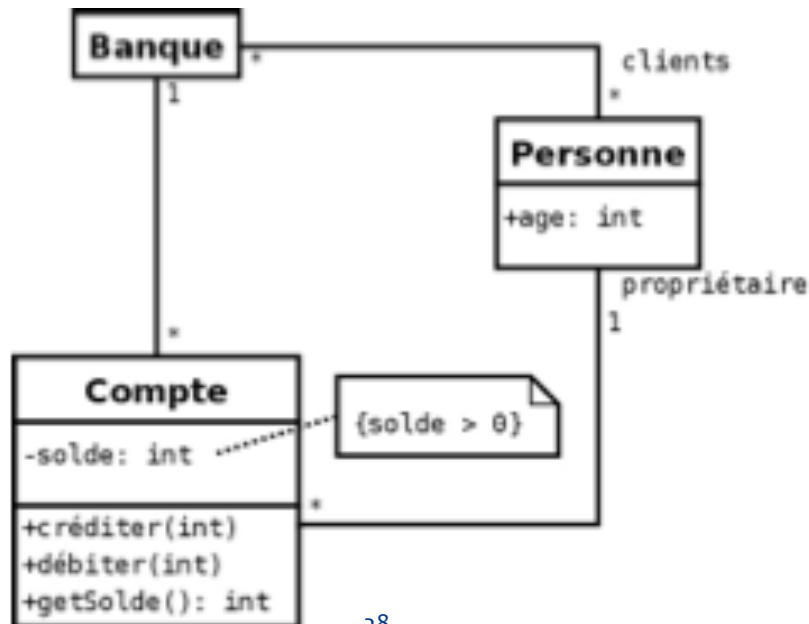 Banque
*
clients
1
*
Personne
+age: int
propriétaire
1
*
Compte
{solde > 0}
-solde: int
*
+créditer(int)
+débiter(int)
+getSolde(): int
28